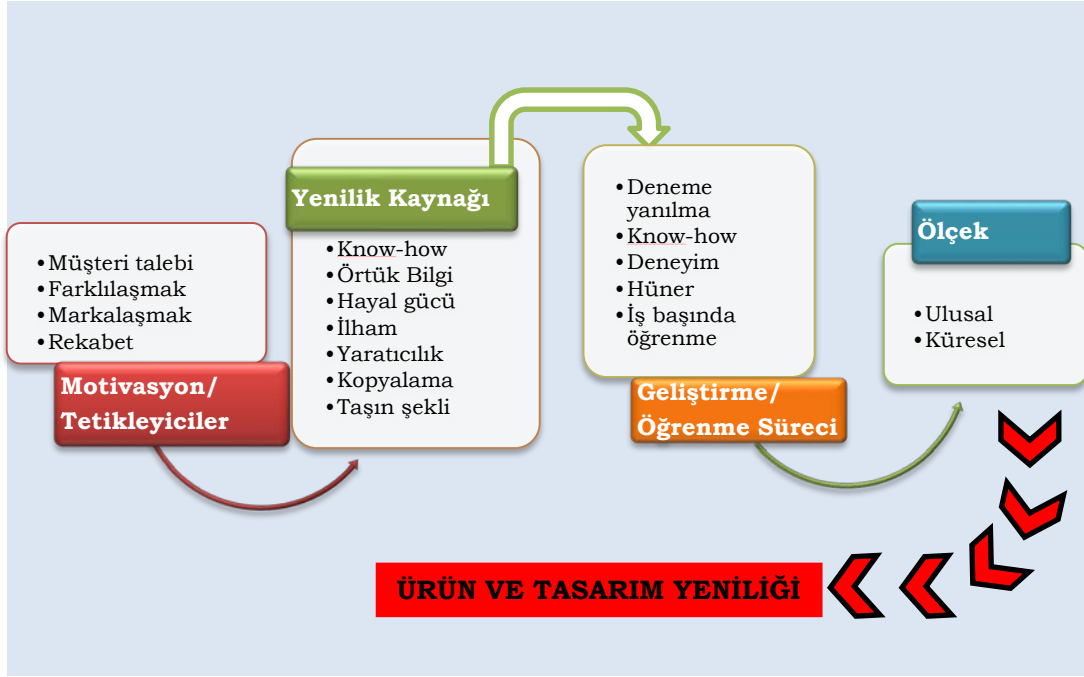 • Müşteri talebi
• Farklılaşmak
• Markalaşmak
• Rekabet
Motivasyon/
Tetikleyiciler
Yenilik Kaynağı
• Know-how
• Örtük Bilgi
• Hayal gücü
• İlham
• Yaratıcılık
• Kopyalama
• Taşın şekli
• Deneme
yanılma
• Know-how
• Deneyim
• Hüner
• İş başında
öğrenme
Geliştirme/
Öğrenme Süreci
Ölçek
• Ulusal
• Küresel
ÜRÜN VE TASARIM YENİLİĞİ